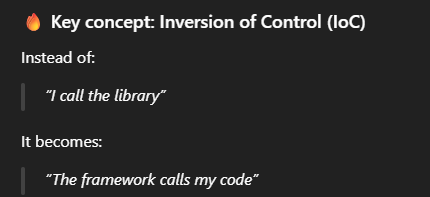 🔥 Key concept: Inversion of Control (IoC)
Instead of:
“I call the library”
It becomes:
“The framework calls my code”